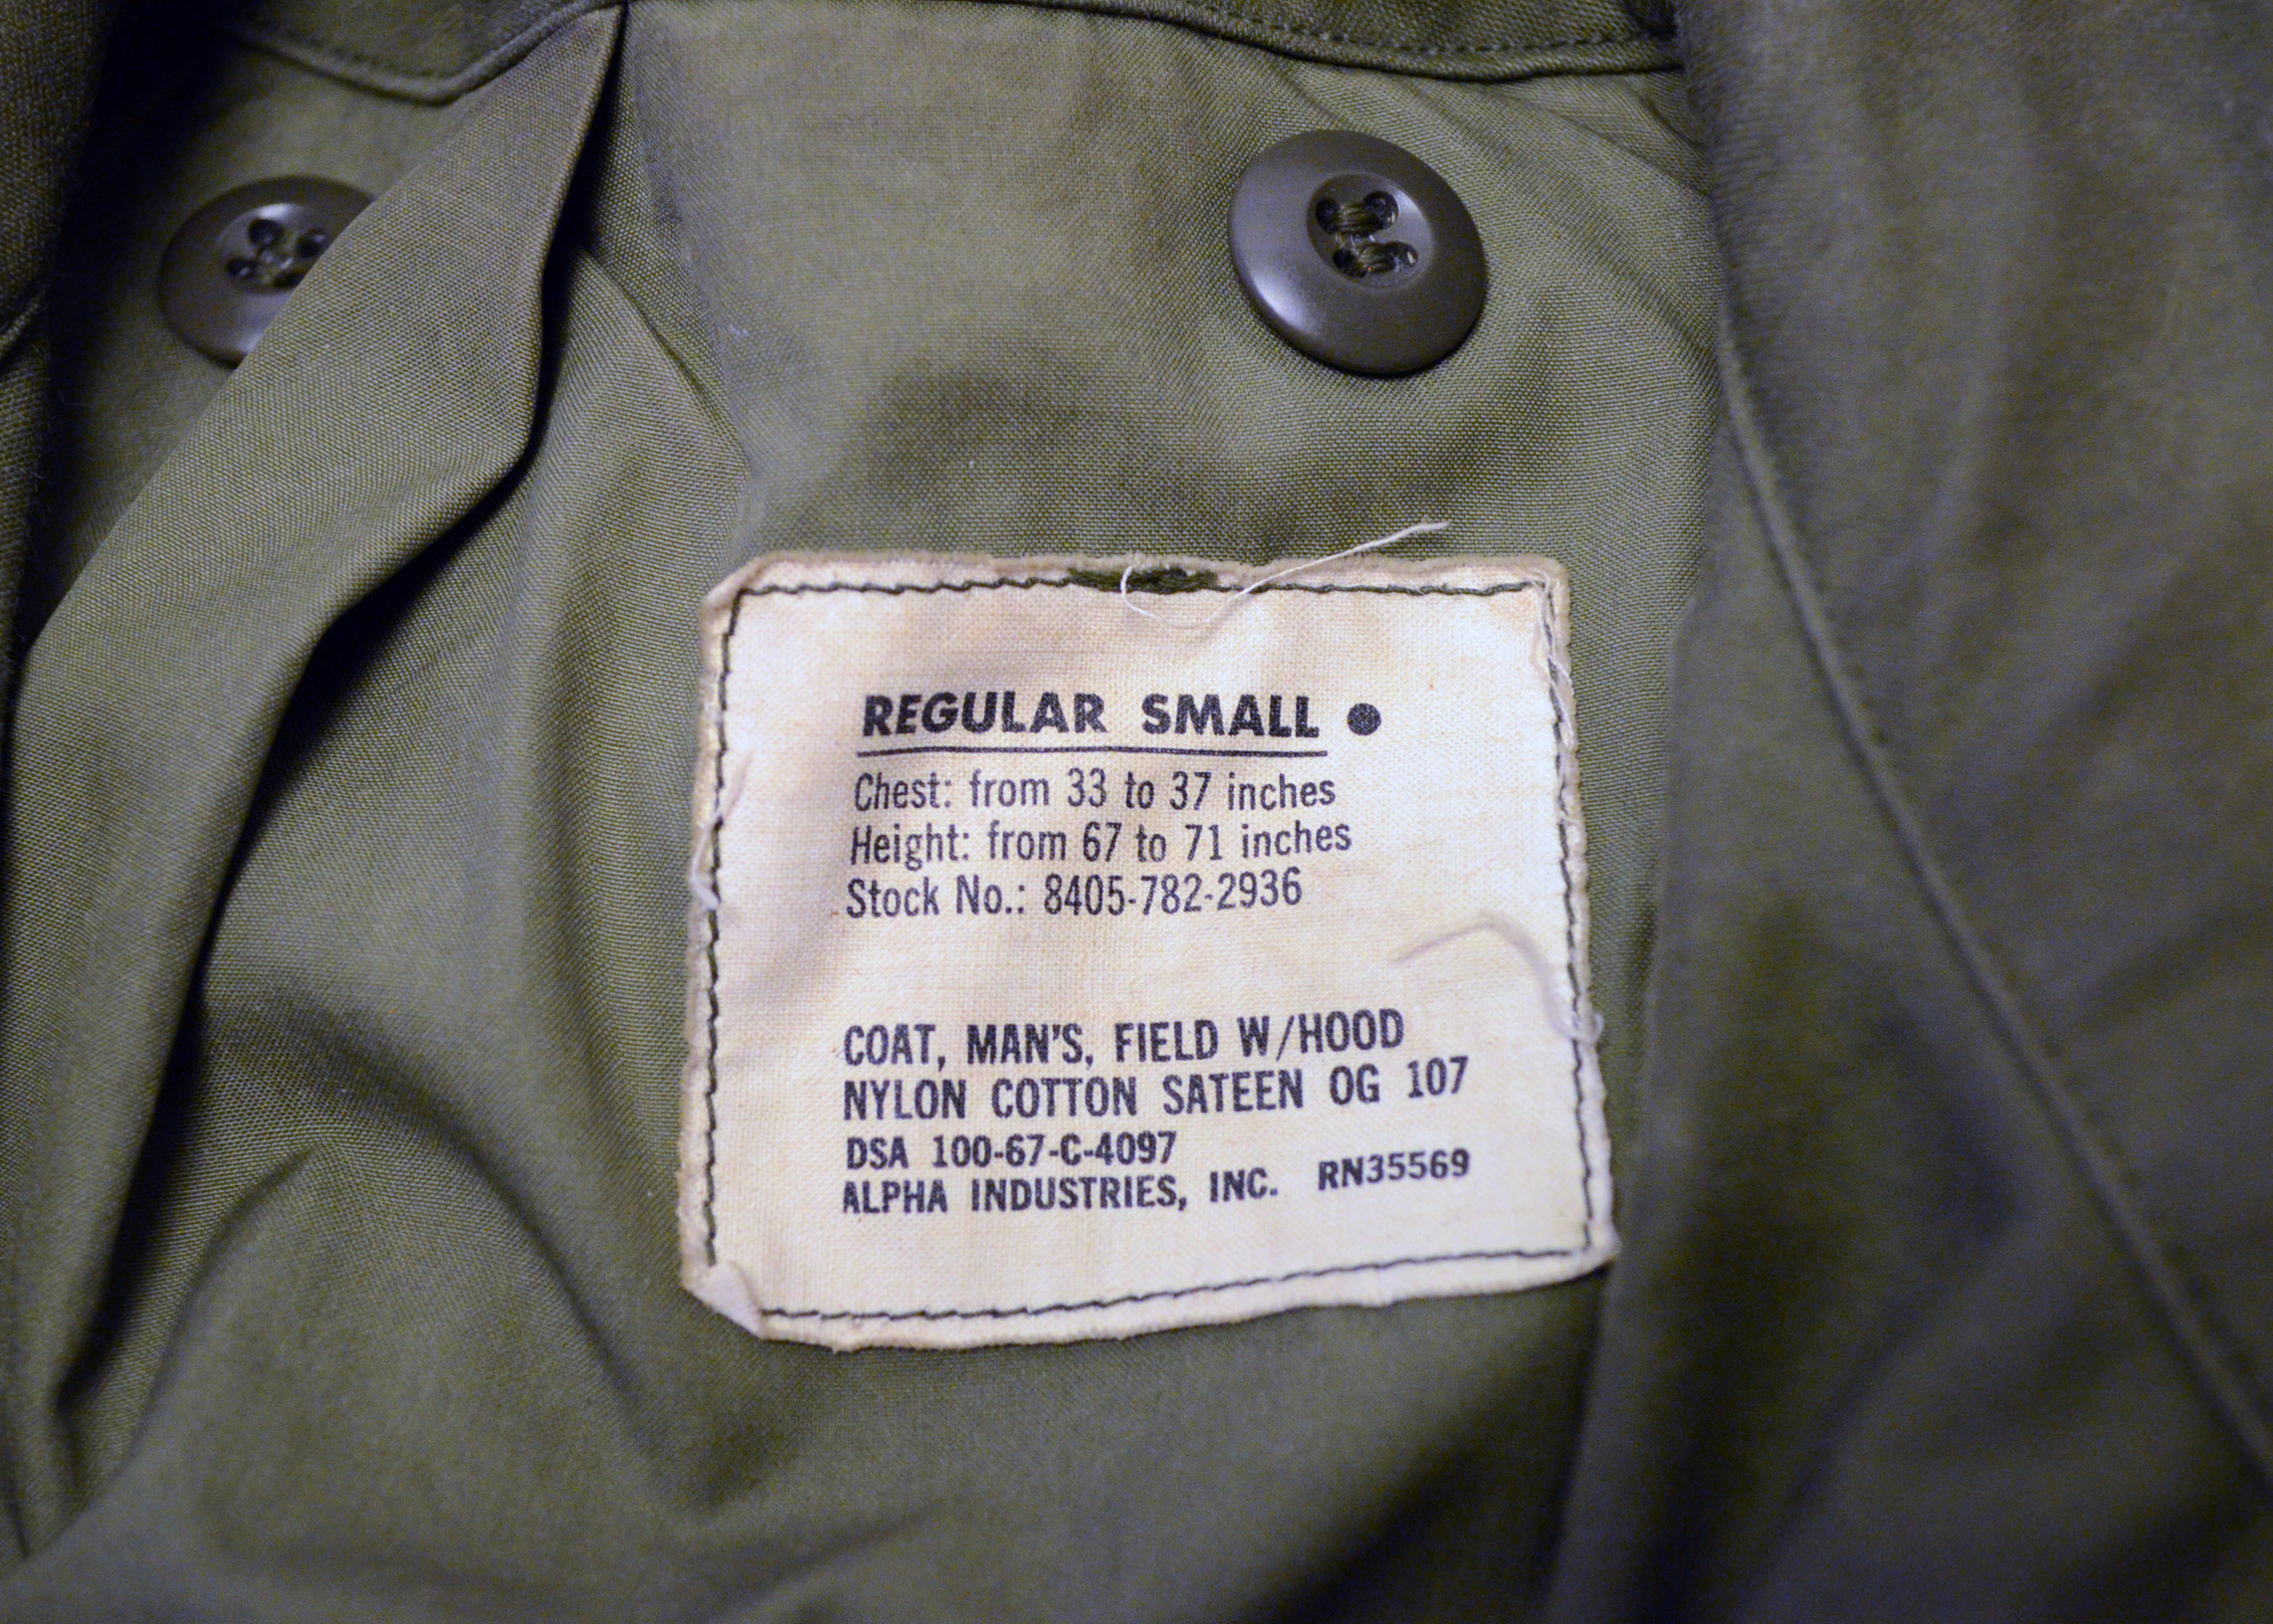 REGULAR SMALL ●
Chest: from 33 to 37 inches
Height: from 67 to 71 inches
Stock No.: 8405-782-2936
COAT, MAN'S, FIELD W/HOOD
NYLON COTTON SATEEN OG 107
DSA 100-67-C-4097
ALPHA INDUSTRIES, INC. RN35569